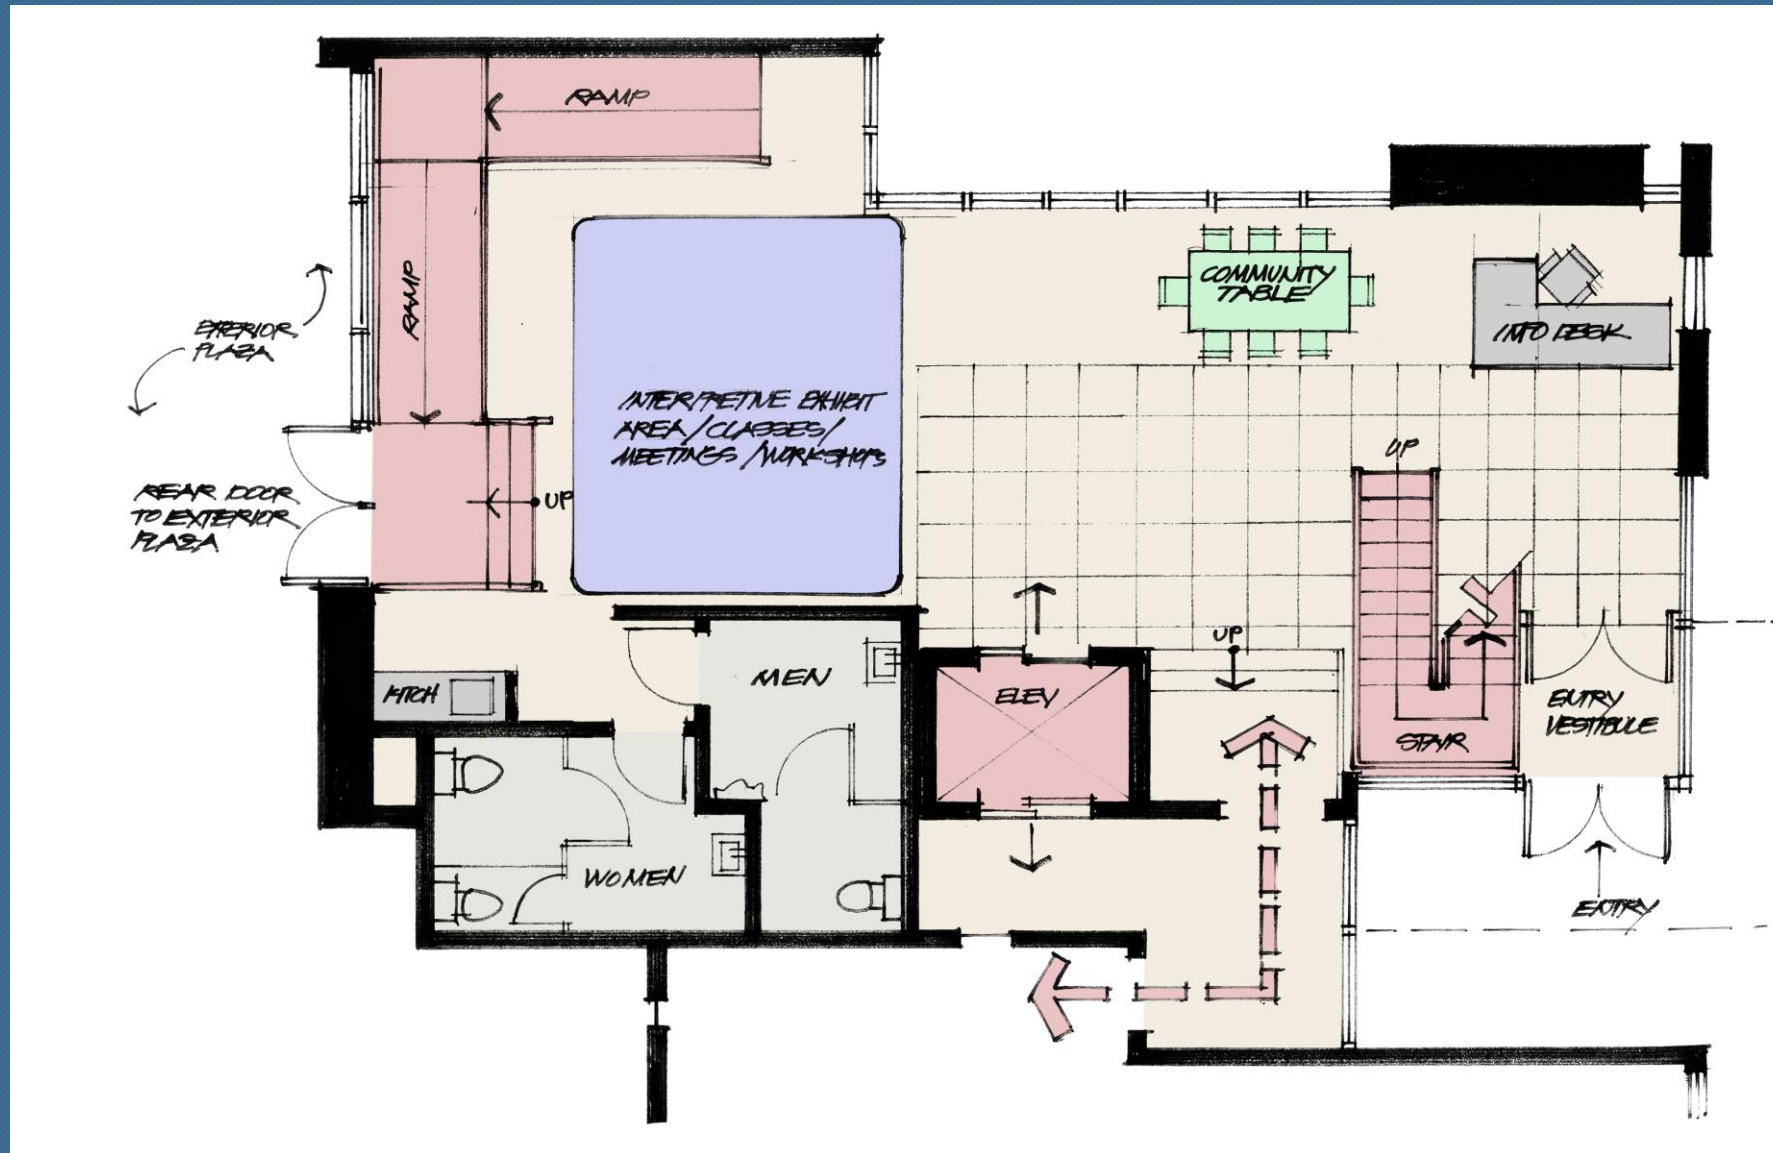 RAMP
RAMP
EXTERIOR
PLAZA
COMMUNITY
TABLE
INFO DESK
INTERPRETIVE EXHIBIT
AREA/CLASSES/
MEETINGS/WORKSHOPS
UP
UP
REAR DOOR
TO EXTERIOR
PLAZA
UP
MEN
KITCH
ELEV
ENTRY
VESTIBULE
STAIR
WOMEN
ENTRY